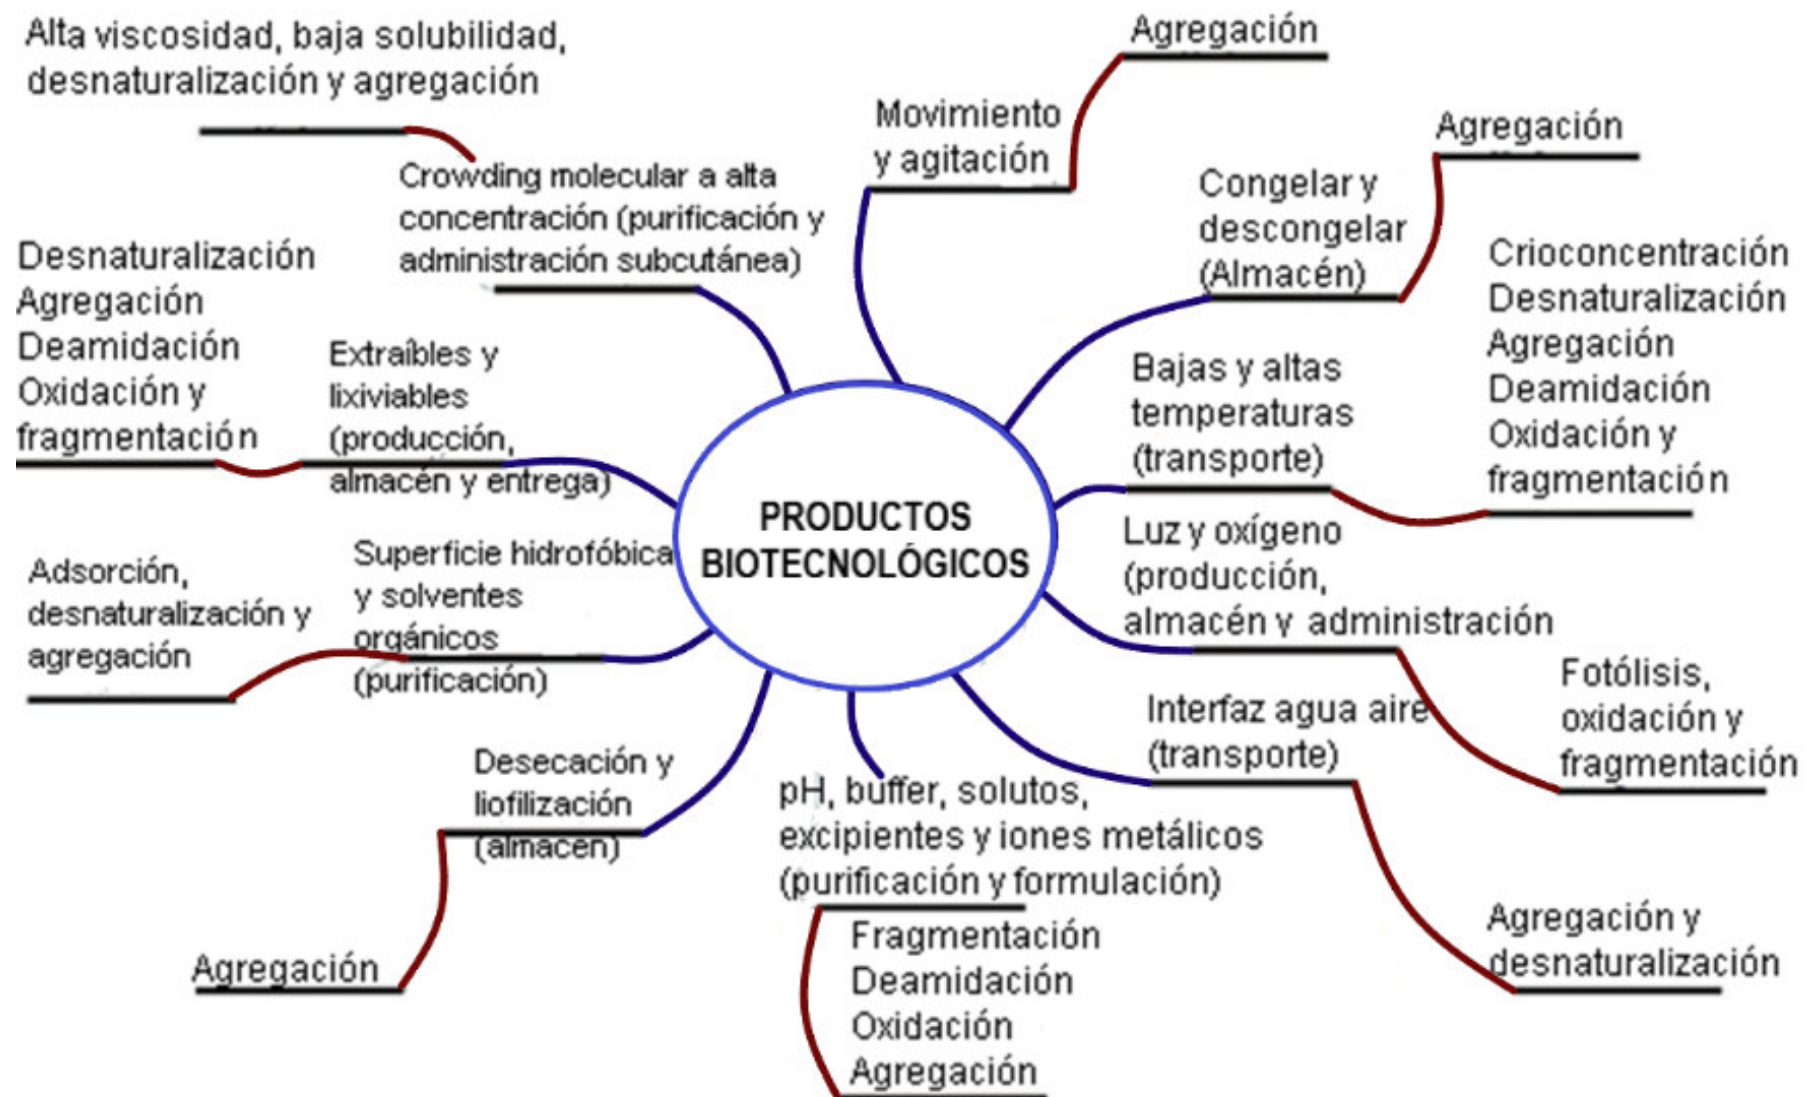 Alta viscosidad, baja solubilidad,
desnaturalización y agregación
Crowding molecular a alta
concentración (purificación y
administración subcutánea)
Movimiento
y agitación
Agregación
Congelar y
descongelar
(Almacén)
Agregación
Desnaturalización
Agregación
Deamidación
Oxidación y
fragmentación
Extraíbles y
lixiviables
(producción,
almacén y entrega)
Bajas y altas
temperaturas
(transporte)
Crioconcentración
Desnaturalización
Agregación
Deamidación
Oxidación y
fragmentación
PRODUCTOS
BIOTECNOLÓGICOS
Adsorción,
desnaturalización y
agregación
Superficie hidrofóbica
y solventes
orgánicos
(purificación)
Luz y oxígeno
(producción,
almacén y administración
Fotólisis,
oxidación y
fragmentación
Interfaz agua aire
(transporte)
Agregación y
desnaturalización
Desecación y
liofilización
(almacen)
Agregación
pH, buffer, solutos,
excipientes y iones metálicos
(purificación y formulación)
Fragmentación
Deamidación
Oxidación
Agregación